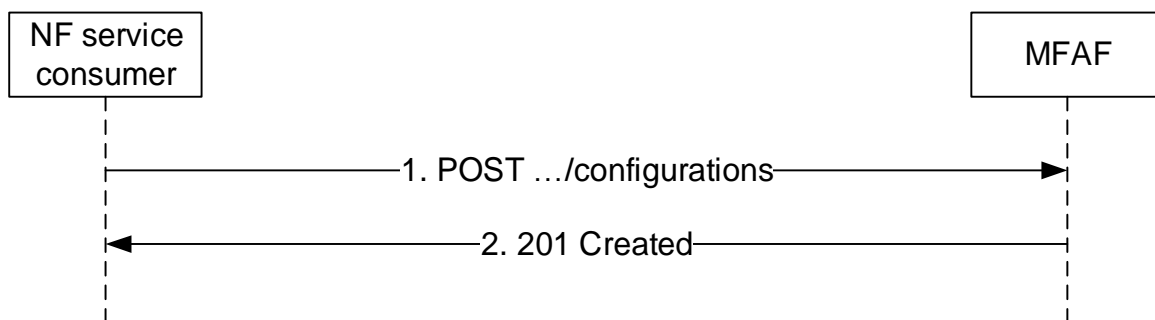 NF service
consumer
MFAF
1. POST …/configurations
2. 201 Created